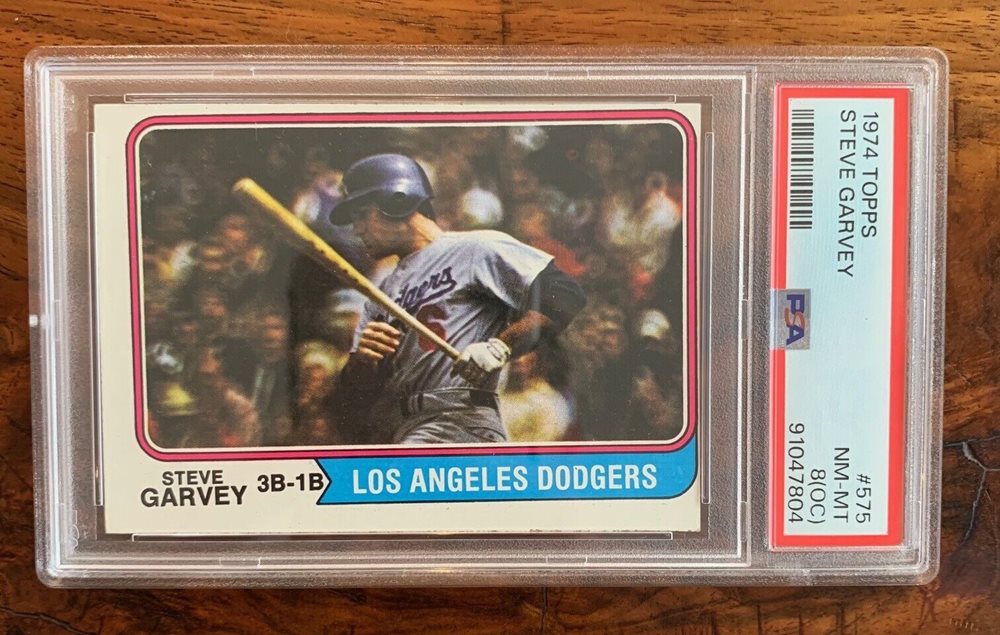 STEVE
GARVEY
3B-1B
LOS ANGELES DODGERS
Dodgers
6
1974 TOPPS
STEVE GARVEY
PSA
#575
NM-MT
8(OC)
91047804